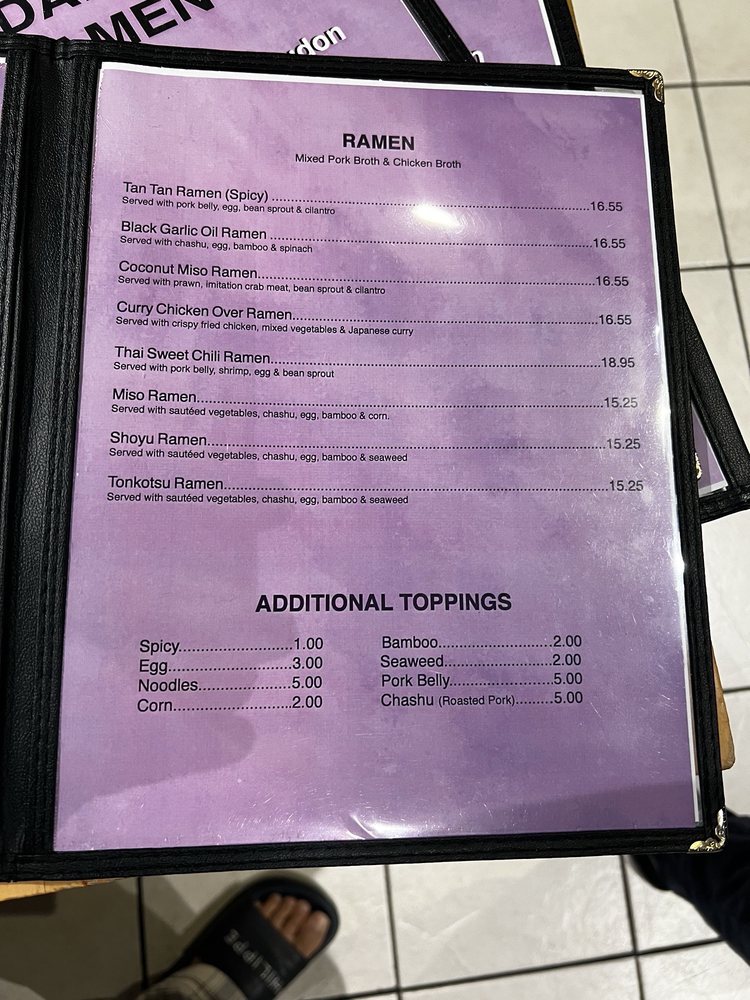 RAMEN
Mixed Pork Broth & Chicken Broth
Tan Tan Ramen (Spicy) ........ 16.55
Served with pork belly, egg, bean sprout & cilantro
Black Garlic Oil Ramen ........ 16.55
Served with chashu, egg, bamboo & spinach
Coconut Miso Ramen........ 16.55
Served with prawn, imitation crab meat, bean sprout & cilantro
Curry Chicken Over Ramen........ 16.55
Served with crispy fried chicken, mixed vegetables & Japanese curry
Thai Sweet Chili Ramen........ 18.95
Served with pork belly, shrimp, egg & bean sprout
Miso Ramen........ 15.25
Served with sautéed vegetables, chashu, egg, bamboo & corn.
Shoyu Ramen........ 15.25
Served with sautéed vegetables, chashu, egg, bamboo & seaweed
Tonkotsu Ramen........ 15.25
Served with sautéed vegetables, chashu, egg, bamboo & seaweed
ADDITIONAL TOPPINGS
Spicy........1.00
Egg........3.00
Noodles........5.00
Corn........2.00
Bamboo........2.00
Seaweed........2.00
Pork Belly........5.00
Chashu (Roasted Pork)........5.00